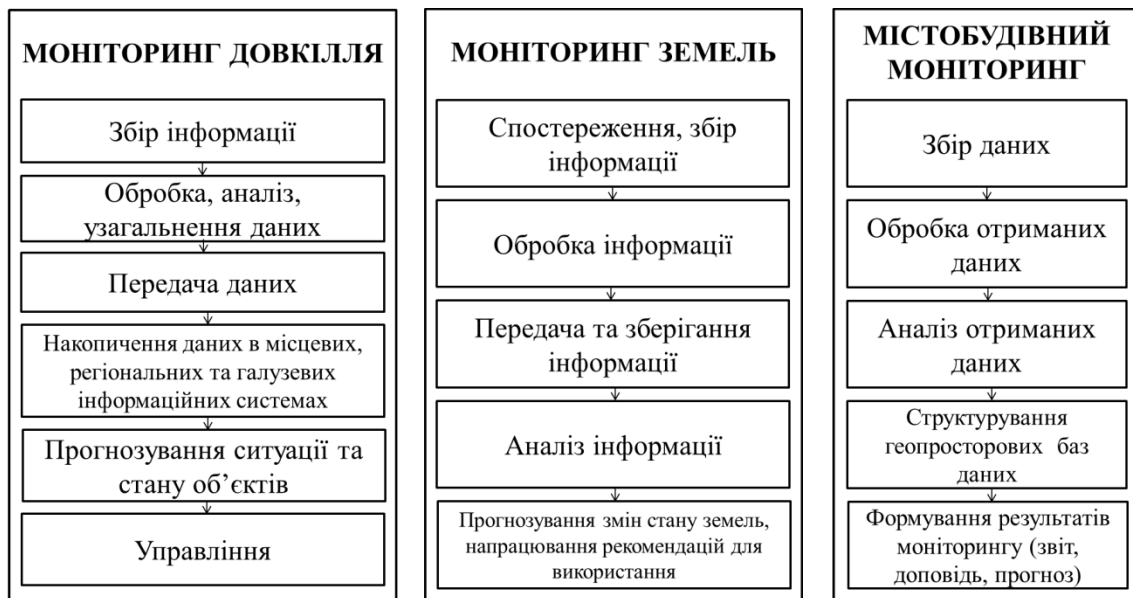 МОНІТОРИНГ ДОВКІЛЛЯ
Збір інформації
Обробка, аналіз,
узагальнення даних
Передача даних
Накопичення даних в місцевих,
регіональних та галузевих
інформаційних системах
Прогнозування ситуації та
стану об’єктів
Управління
МОНІТОРИНГ ЗЕМЕЛЬ
Спостереження, збір
інформації
Обробка інформації
Передача та зберігання
інформації
Аналіз інформації
Прогнозування змін стану земель,
напрацювання рекомендацій для
використання
МІСТОБУДІВНИЙ
МОНІТОРИНГ
Збір даних
Обробка отриманих
даних
Аналіз отриманих
даних
Структурування
геопросторових баз
даних
Формування результатів
моніторингу (звіт,
доповідь, прогноз)